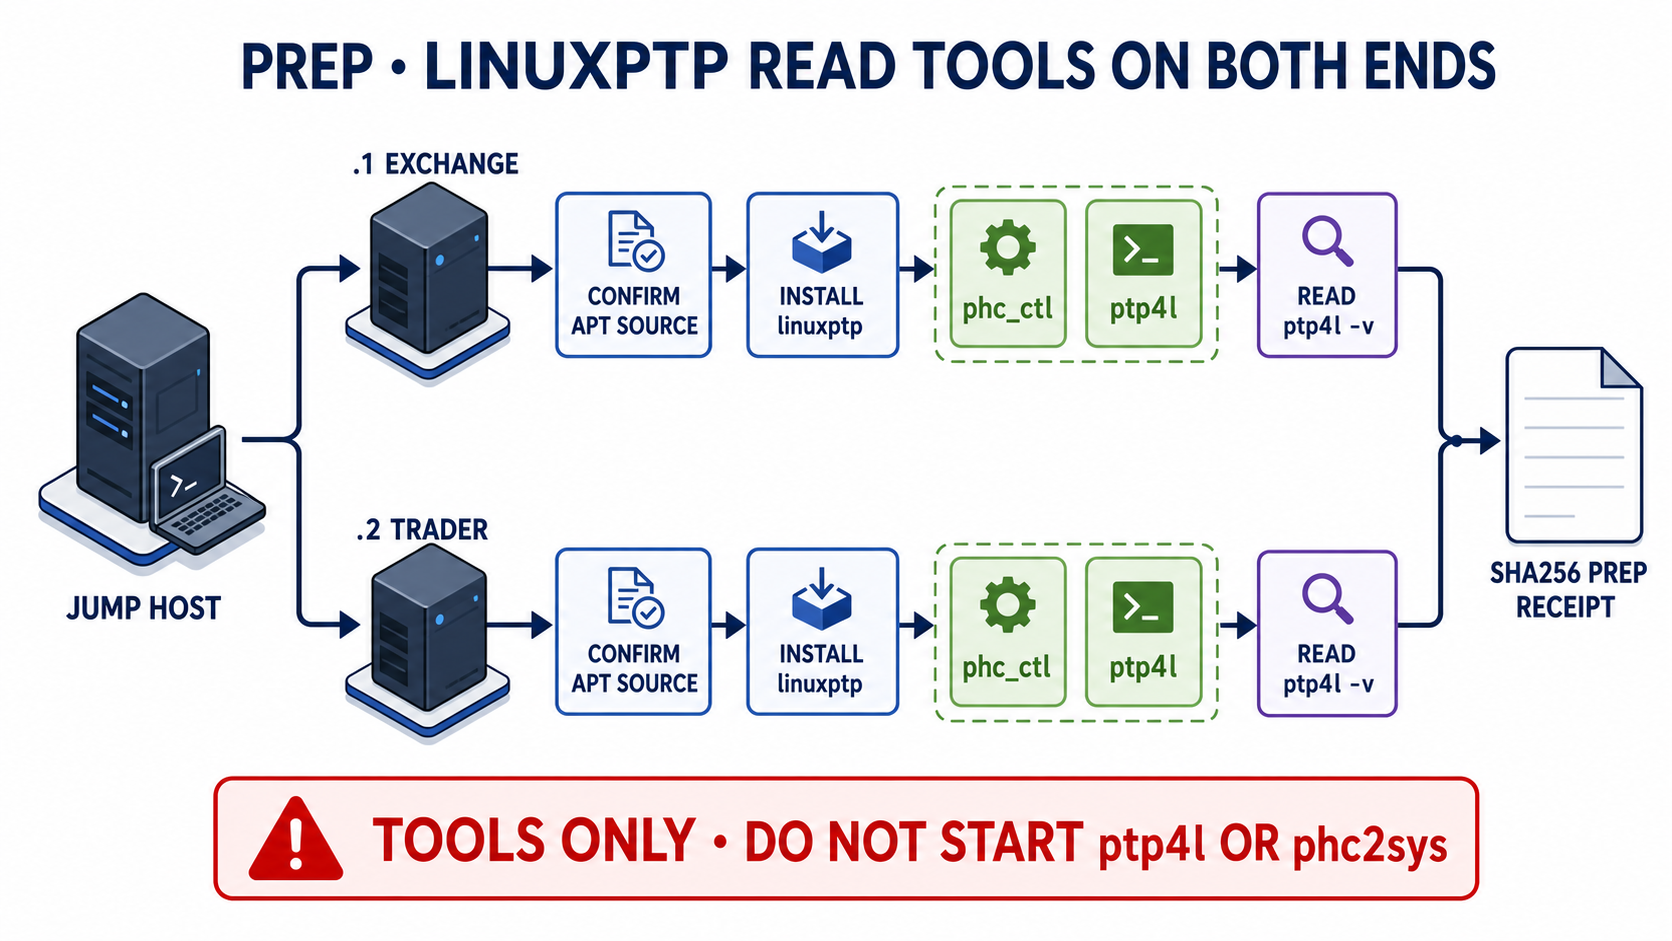 PREP • LINUXPTP READ TOOLS ON BOTH ENDS
.1 EXCHANGE
CONFIRM
APT SOURCE
INSTALL
linuxptp
phc_ctl
ptp4l
READ
ptp4l -v
JUMP HOST
.2 TRADER
CONFIRM
APT SOURCE
INSTALL
linuxptp
phc_ctl
ptp4l
READ
ptp4l -v
SHA256 PREP
RECEIPT
TOOLS ONLY • DO NOT START ptp4l OR phc2sys